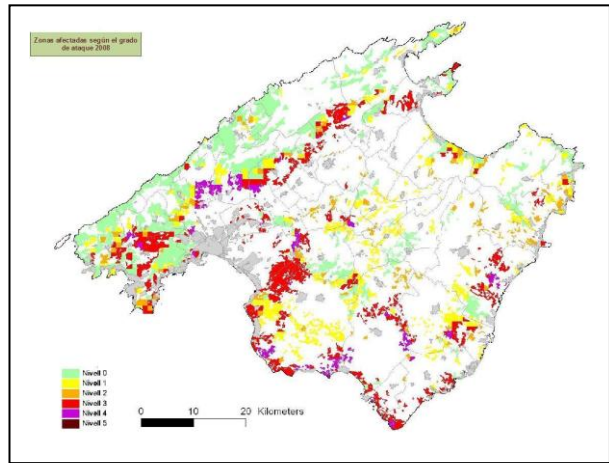 Zonas afectadas según el grado
de ataque 2008
Nivell 0
Nivell 1
Nivell 2
Nivell 3
Nivell 4
Nivell 5
0 10 20 Kilometers